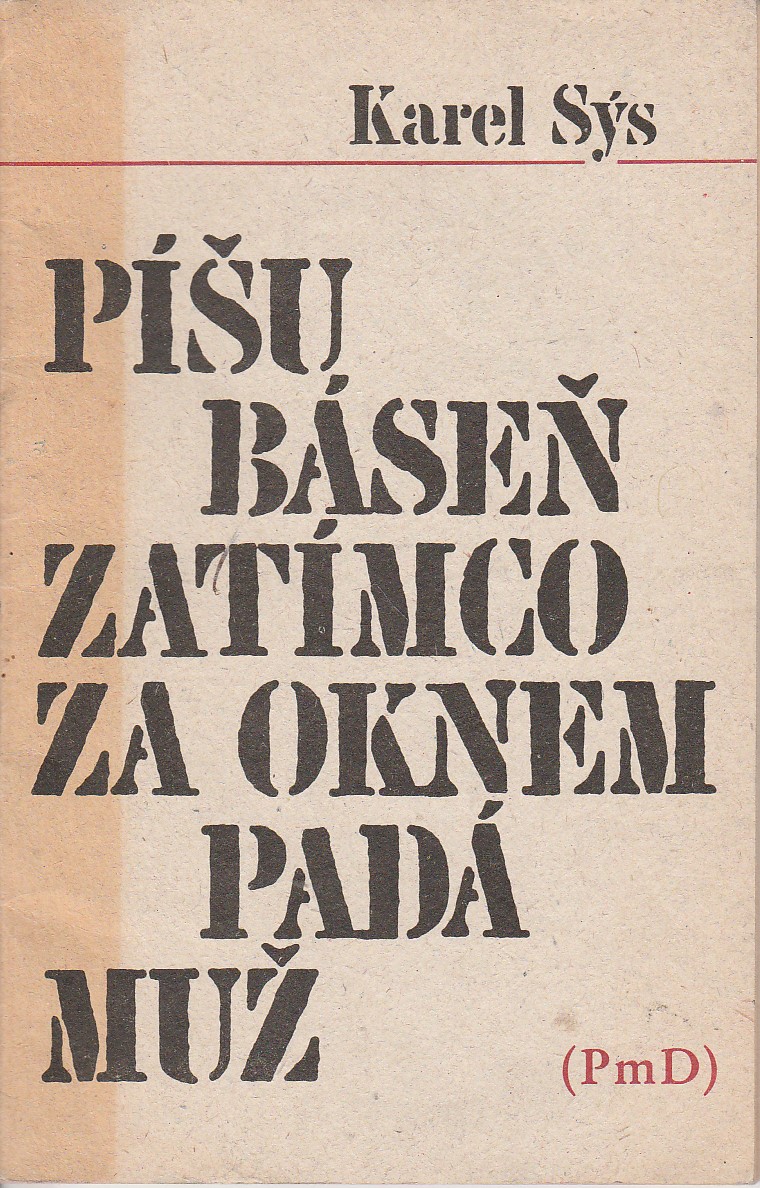 Karel Sýs
PÍŠU
BÁSEŇ
ZATÍMCO
ZA OKNEM
PADÁ
MUŽ
(PmD)